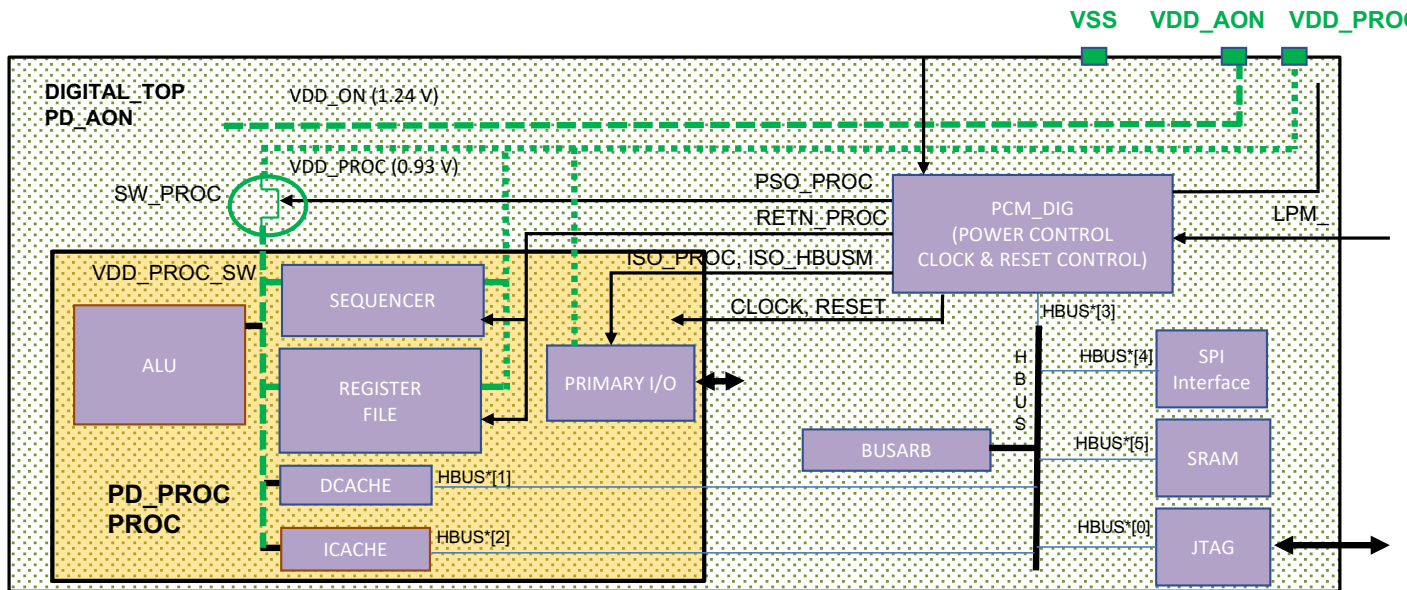 VSS VDD_AON VDD_PROC
DIGITAL_TOP
PD_AON
VDD_ON (1.24 V)
VDD_PROC (0.93 V)
SW_PROC
PSO_PROC
RETN_PROC
ISO_PROC, ISO_HBUSM
CLOCK, RESET
PCM_DIG
(POWER CONTROL
CLOCK & RESET CONTROL)
LPM_
VDD_PROC_SW
SEQUENCER
ALU
REGISTER
FILE
PRIMARY I/O
HBUS*[3]
HBUS
HBUS*[4]
SPI
Interface
BUSARB
HBUS*[5]
SRAM
DCACHE
HBUS*[1]
PD_PROC
PROC
ICACHE
HBUS*[2]
HBUS*[0]
JTAG